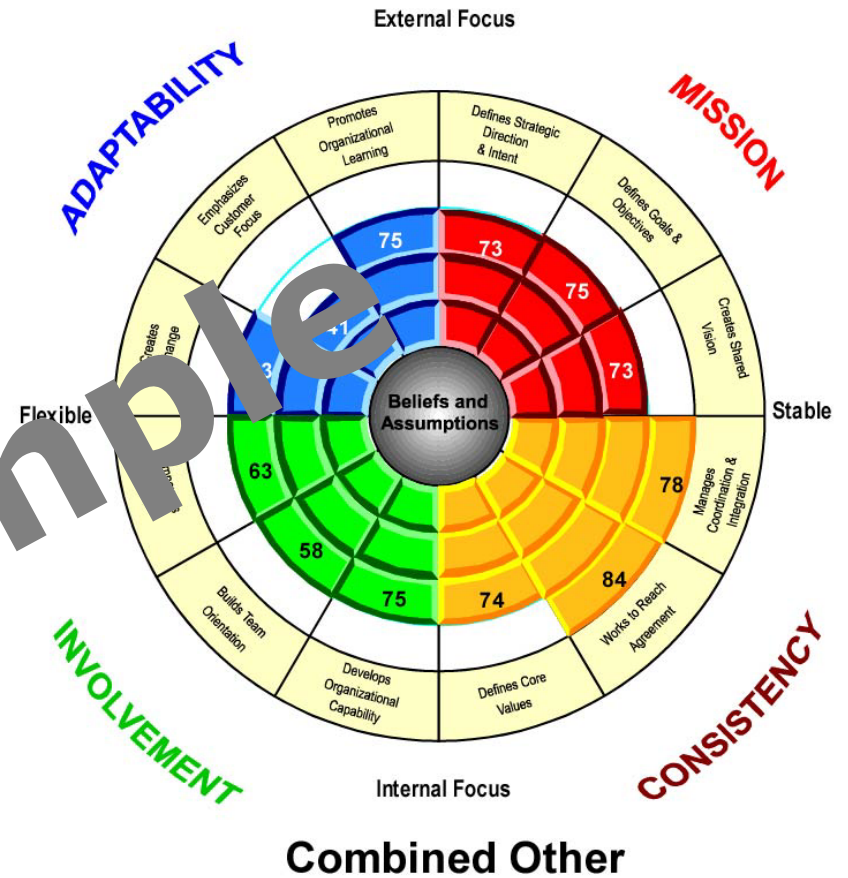 External Focus
ADAPTABILITY
MISSION
Promotes
Organizational
Learning
Defines Strategic
Direction
& Intent
Emphasizes
Customer
Focus
Defines Goals &
Objectives
Creates
Creates Shared
Vision
75
73
75
73
Flexible
Beliefs and
Assumptions
Stable
mple
63
58
75
74
84
78
Manages
Coordination &
Integration
Builds Team
Orientation
Works to Reach
Agreement
Develops
Organizational
Capability
Defines Core
Values
INVOLVEMENT
CONSISTENCY
Internal Focus
Combined Other